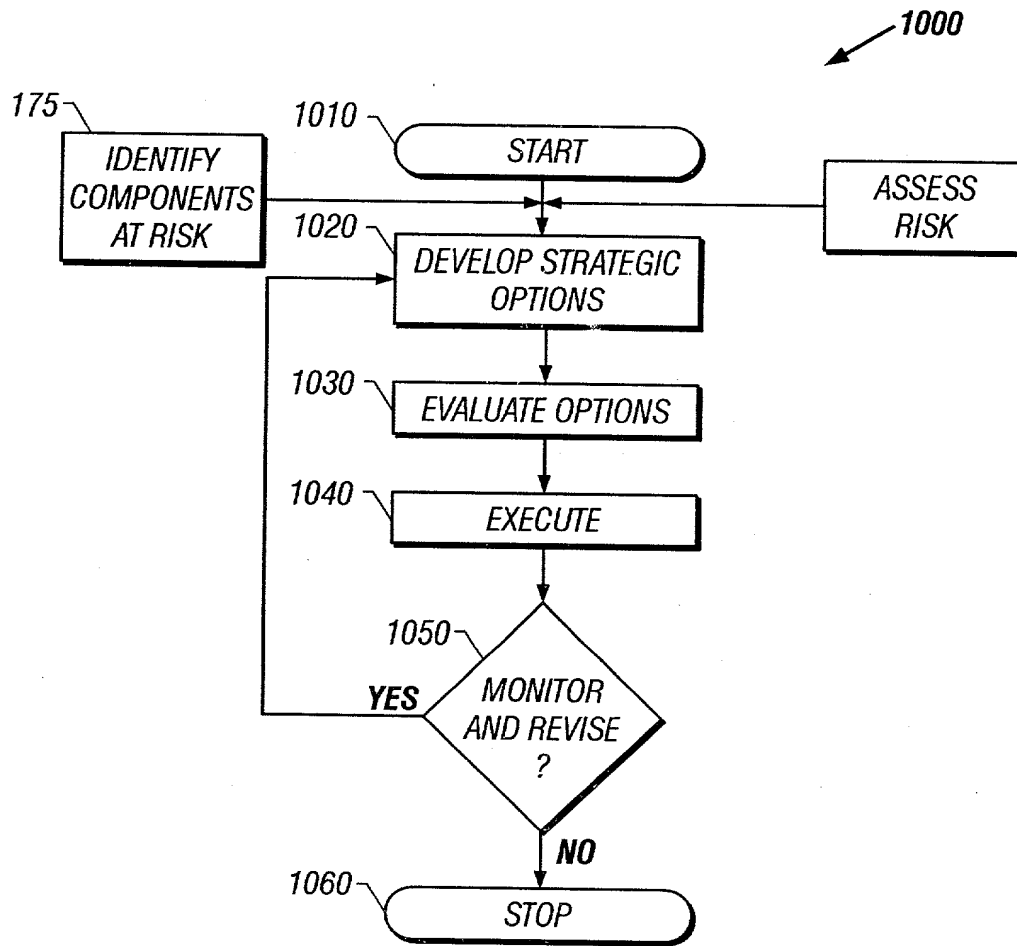 1000
175
IDENTIFY
COMPONENTS
AT RISK
1010
START
ASSESS
RISK
1020
DEVELOP STRATEGIC
OPTIONS
1030
EVALUATE OPTIONS
1040
EXECUTE
1050
MONITOR
AND REVISE
?
YES
NO
1060
STOP